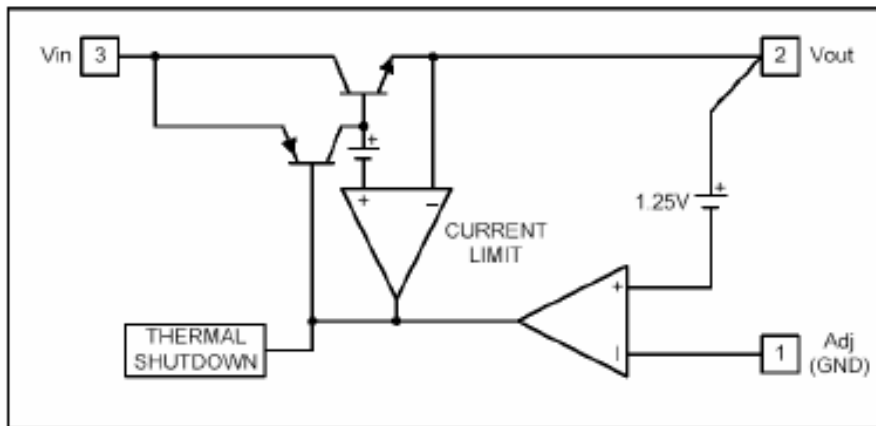 Vin 3
2 Vout
+
+ −
+
1.25V
CURRENT
LIMIT
+
THERMAL
SHUTDOWN
−
1 Adj
(GND)